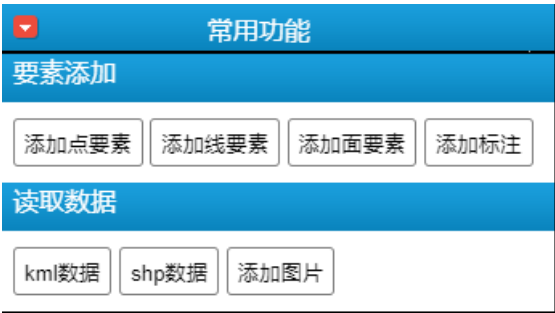 常用功能
要素添加
添加点要素 添加线要素 添加面要素 添加标注
读取数据
kml数据 shp数据 添加图片